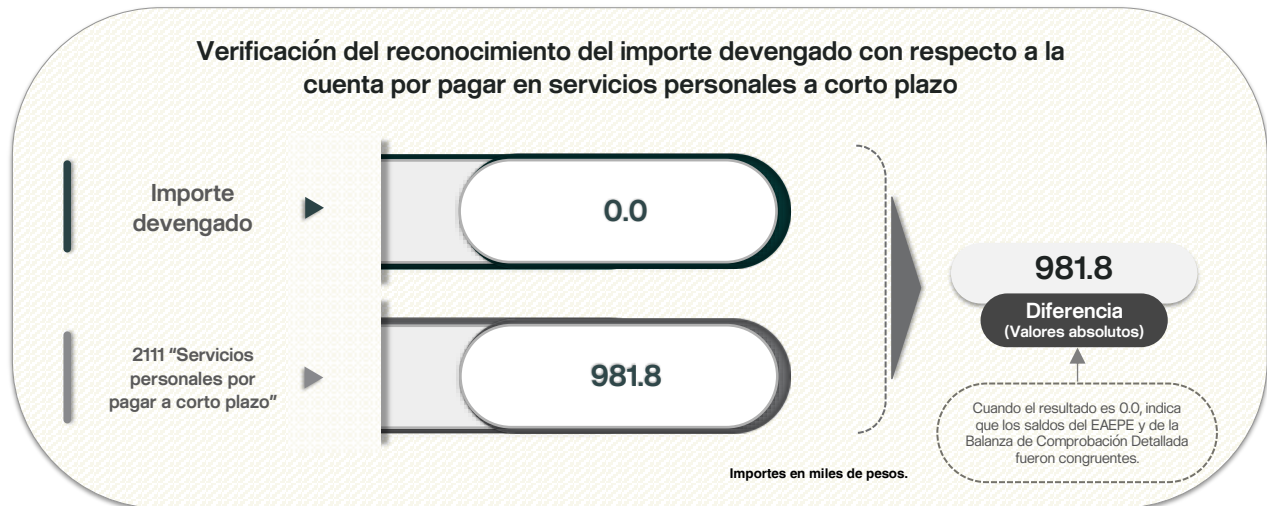 Verificación del reconocimiento del importe devengado con respecto a la
cuenta por pagar en servicios personales a corto plazo
Importe
devengado
0.0
2111 “Servicios
personales por
pagar a corto plazo”
981.8
981.8
Diferencia
(Valores absolutos)
Cuando el resultado es 0.0, indica
que los saldos del EAEPE y de la
Balanza de Comprobación Detallada
fueron congruentes.
Importes en miles de pesos.